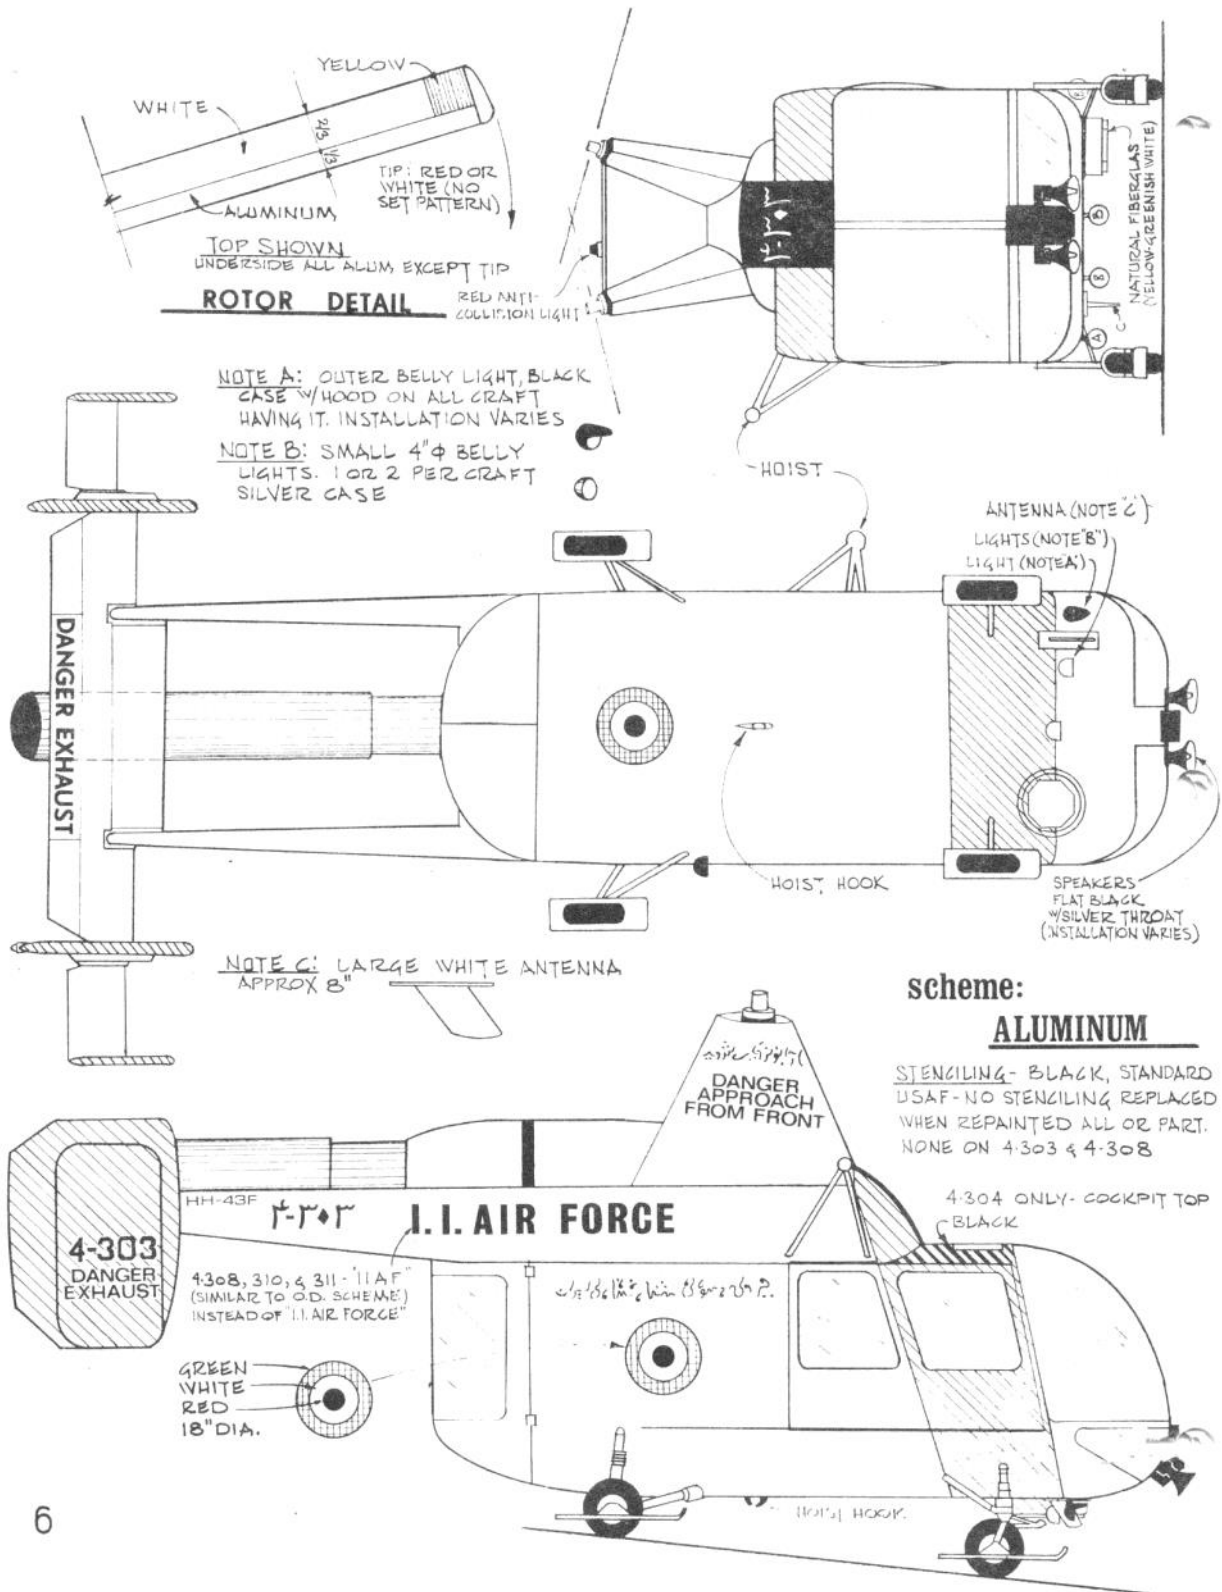 YELLOW
WHITE
2/3
1/3
TIP: RED OR
WHITE (NO
SET PATTERN)
ALUMINUM
TOP SHOWN
UNDERSIDE ALL ALUM, EXCEPT TIP
ROTOR DETAIL
RED ANTI-
COLLISION LIGHT
۴-۳۰۳
NATURAL FIBERGLAS
(YELLOW-GREENISH WHITE)
B
B
C
A
NOTE A: OUTER BELLY LIGHT, BLACK
CASE W/HOOD ON ALL CRAFT
HAVING IT. INSTALLATION VARIES
NOTE B: SMALL 4"φ BELLY
LIGHTS. 1 OR 2 PER CRAFT
SILVER CASE
HOIST
ANTENNA (NOTE "C")
LIGHTS (NOTE "B")
LIGHT (NOTE "A")
DANGER EXHAUST
HOIST HOOK
SPEAKERS
FLAT BLACK
W/SILVER THROAT
(INSTALLATION VARIES)
NOTE C: LARGE WHITE ANTENNA
APPROX 8"
scheme:
ALUMINUM
STENCILING - BLACK, STANDARD
USAF - NO STENCILING REPLACED
WHEN REPAINTED ALL OR PART.
NONE ON 4-303 & 4-308
DANGER
APPROACH
FROM FRONT
4-304 ONLY - COCKPIT TOP
BLACK
HH-43F
۴-۳۰۳
I.I. AIR FORCE
4-303
DANGER
EXHAUST
4-308, 310, & 311 - "IIAF"
(SIMILAR TO O.D. SCHEME)
INSTEAD OF "I.I. AIR FORCE"
GREEN
WHITE
RED
18" DIA.
HOIST HOOK
6